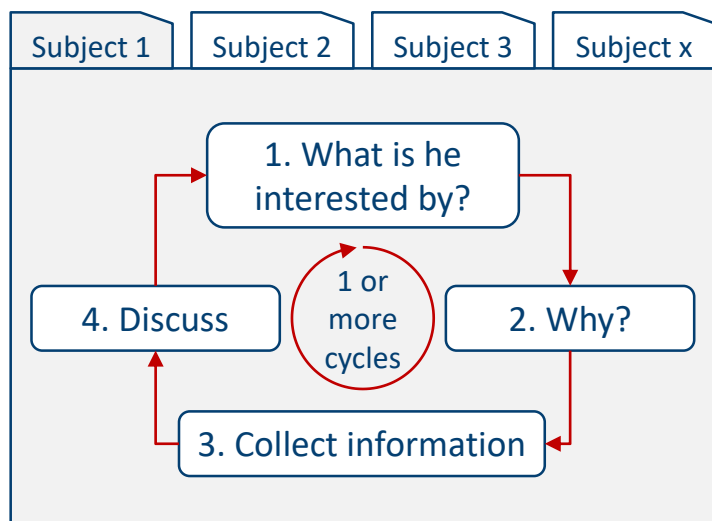 Subject 1
Subject 2
Subject 3
Subject x
1. What is he
interested by?
1 or
more
cycles
4. Discuss
2. Why?
3. Collect information